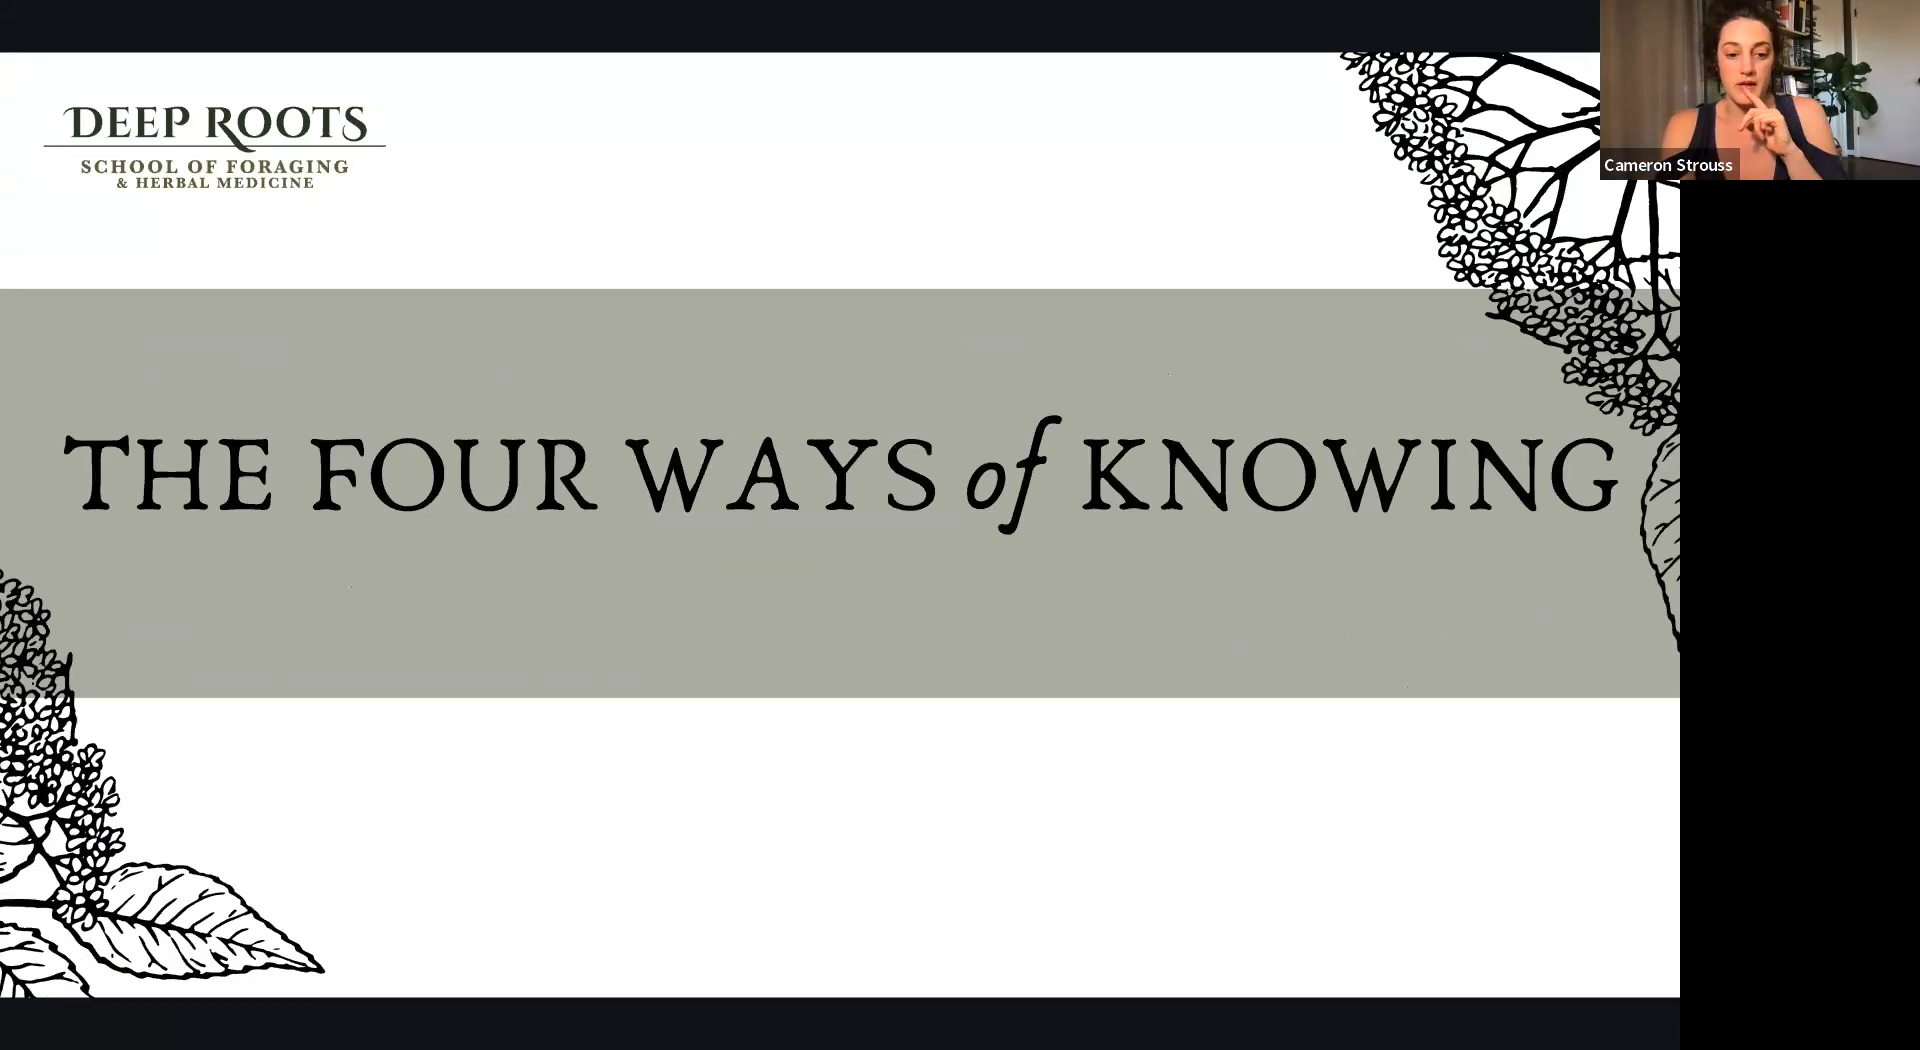 DEEP ROOTS
SCHOOL OF FORAGING
& HERBAL MEDICINE
Cameron Strouss
THE FOUR WAYS of KNOWING